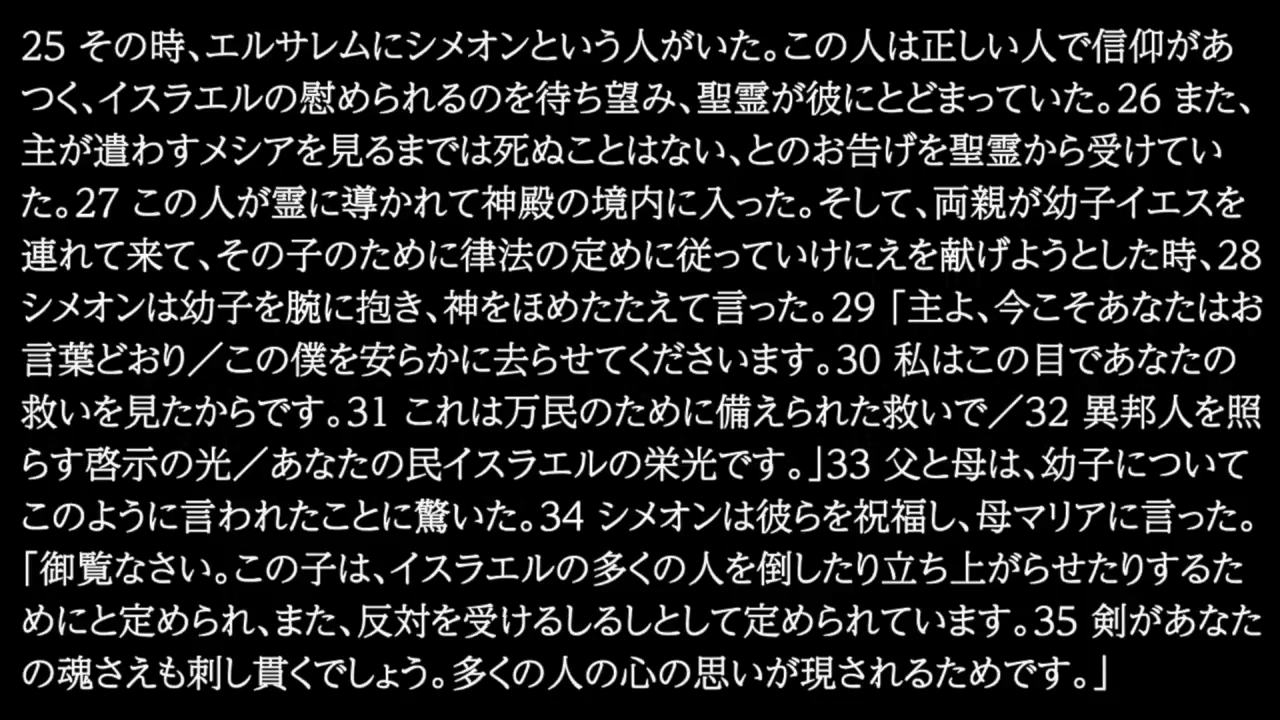 25 その時、エルサレムにシメオンという人がいた。この人は正しい人で信仰があ
つく、イスラエルの慰められるのを待ち望み、聖霊が彼にとどまっていた。26 また、
主が遣わすメシアを見るまでは死ぬことはない、とのお告げを聖霊から受けてい
た。27 この人が霊に導かれて神殿の境内に入った。そして、両親が幼子イエスを
連れて来て、その子のために律法の定めに従っていけにえを献げようとした時、28
シメオンは幼子を腕に抱き、神をほめたたえて言った。29 「主よ、今こそあなたはお
言葉どおり／この僕を安らかに去らせてくださいます。30 私はこの目であなたの
救いを見たからです。31 これは万民のために備えられた救いで／32 異邦人を照
らす啓示の光／あなたの民イスラエルの栄光です。」33 父と母は、幼子について
このように言われたことに驚いた。34 シメオンは彼らを祝福し、母マリアに言った。
「御覧なさい。この子は、イスラエルの多くの人を倒したり立ち上がらせたりするた
めにと定められ、また、反対を受けるしるしとして定められています。35 剣があなた
の魂さえも刺し貫くでしょう。多くの人の心の思いが現されるためです。」